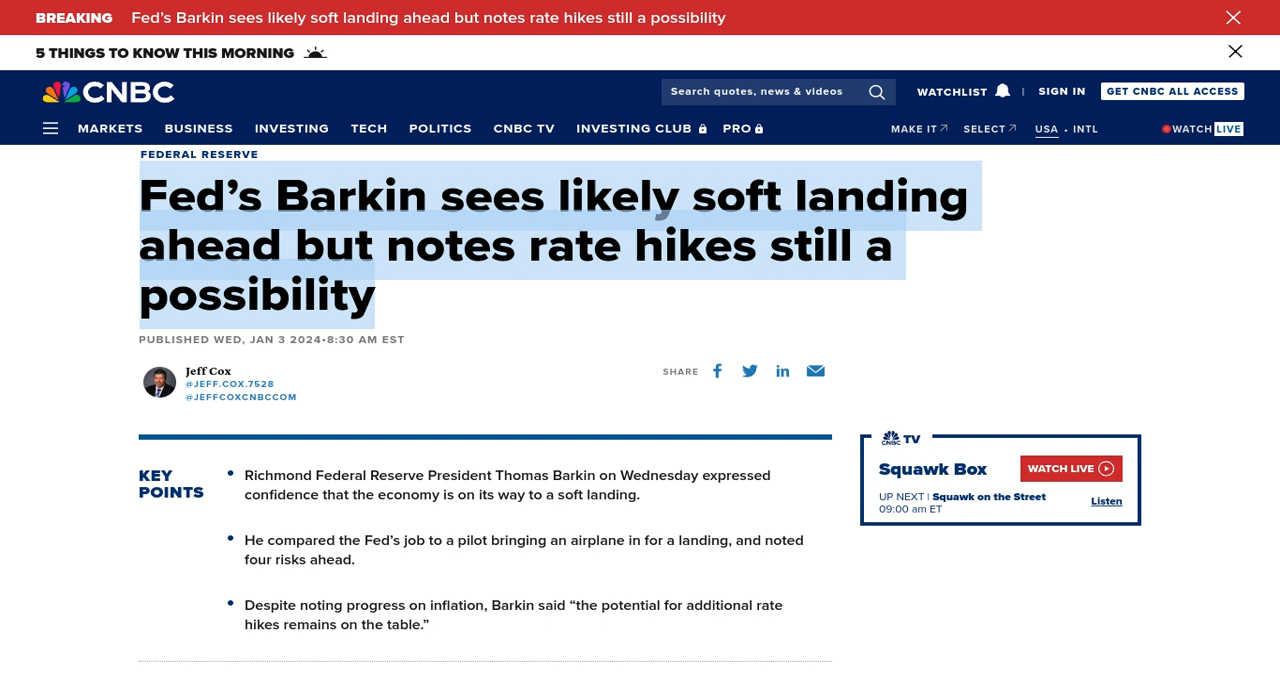 BREAKING Fed’s Barkin sees likely soft landing ahead but notes rate hikes still a possibility
5 THINGS TO KNOW THIS MORNING
CNBC
Search quotes, news & videos
WATCHLIST | SIGN IN GET CNBC ALL ACCESS
MARKETS BUSINESS INVESTING TECH POLITICS CNBC TV INVESTING CLUB PRO
MAKE IT SELECT USA • INTL WATCH LIVE
FEDERAL RESERVE
Fed’s Barkin sees likely soft landing
ahead but notes rate hikes still a
possibility
PUBLISHED WED, JAN 3 2024•8:30 AM EST
Jeff Cox
@JEFF.COX.7528
@JEFFCOXCNBCCOM
SHARE
KEY
POINTS
• Richmond Federal Reserve President Thomas Barkin on Wednesday expressed
confidence that the economy is on its way to a soft landing.
• He compared the Fed’s job to a pilot bringing an airplane in for a landing, and noted
four risks ahead.
• Despite noting progress on inflation, Barkin said “the potential for additional rate
hikes remains on the table.”
CNBC TV
Squawk Box
WATCH LIVE
UP NEXT | Squawk on the Street
09:00 am ET
Listen